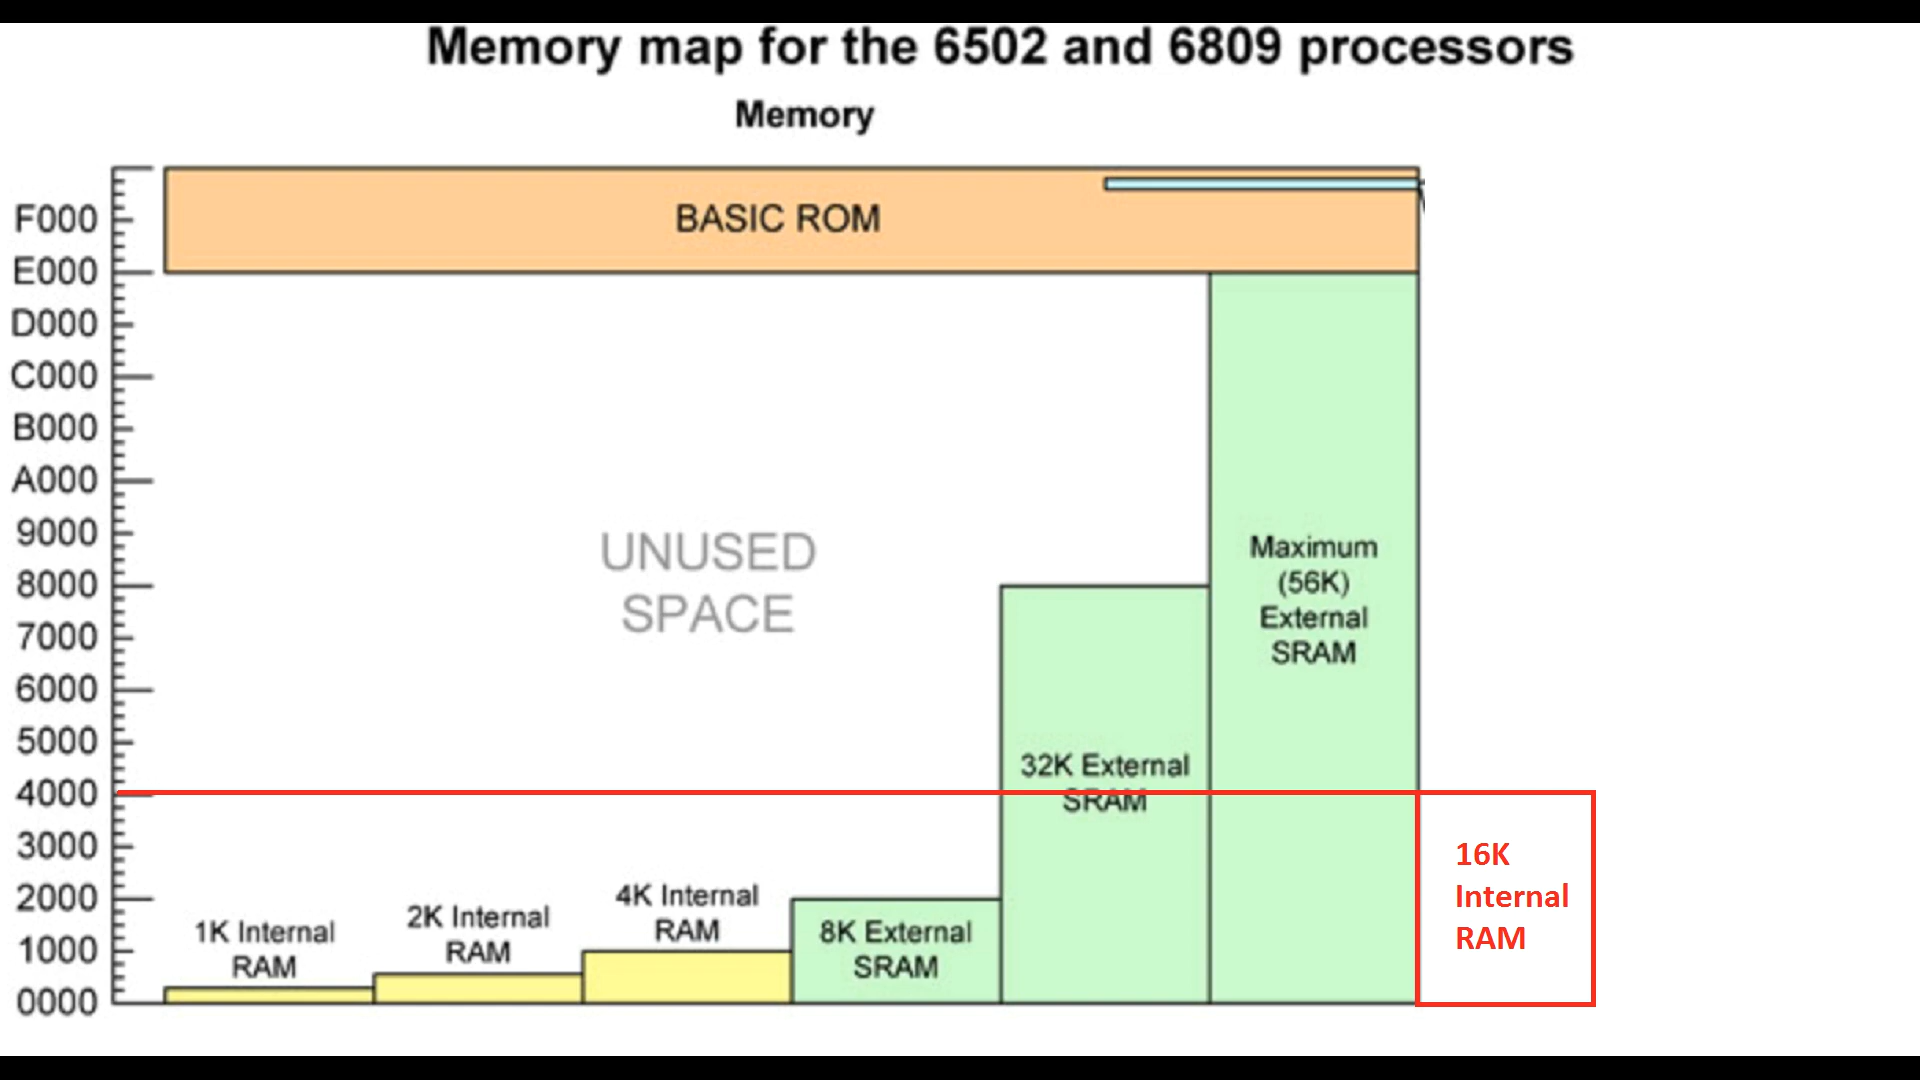 Memory map for the 6502 and 6809 processors
Memory
F000
E000
D000
C000
B000
A000
9000
8000
7000
6000
5000
4000
3000
2000
1000
0000
BASIC ROM
UNUSED
SPACE
1K Internal
RAM
2K Internal
RAM
4K Internal
RAM
8K External
SRAM
32K External
SRAM
Maximum
(56K)
External
SRAM
16K
Internal
RAM